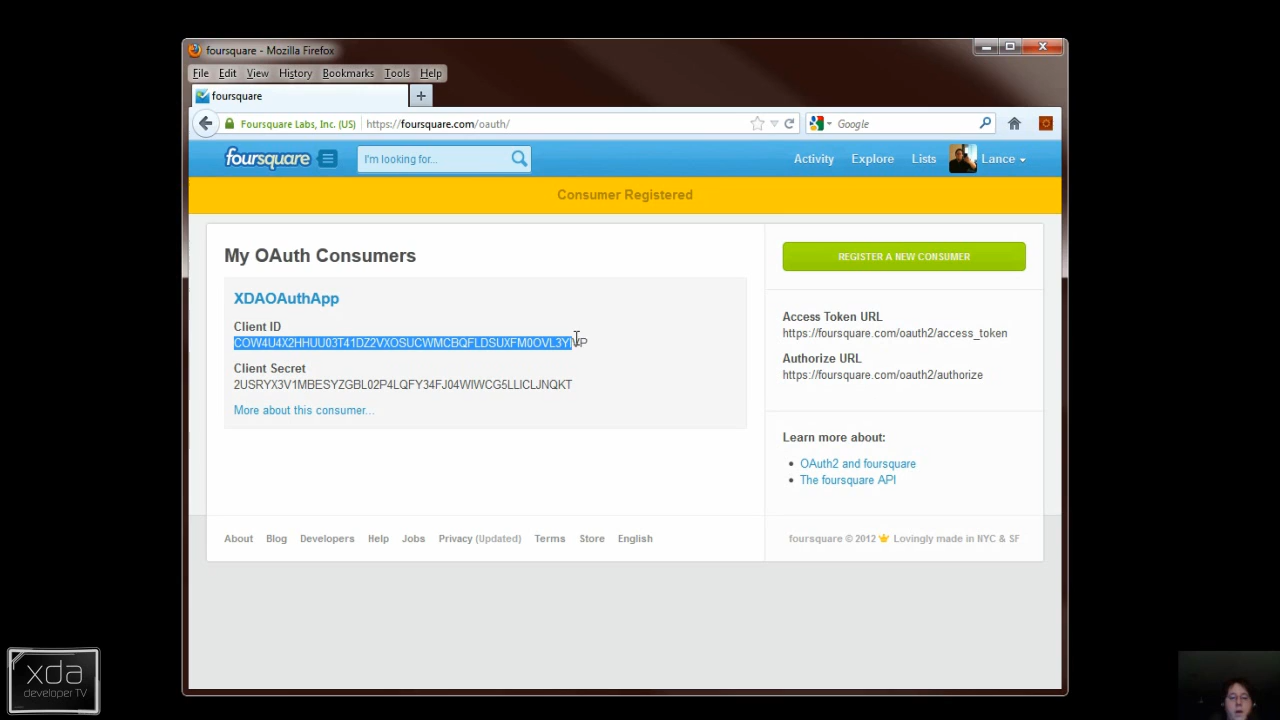 foursquare - Mozilla Firefox
File Edit View History Bookmarks Tools Help
foursquare
Foursquare Labs, Inc. (US) https://foursquare.com/oauth/ Google
foursquare I'm looking for... Activity Explore Lists Lance
Consumer Registered
My OAuth Consumers
REGISTER A NEW CONSUMER
XDAOAuthApp
Client ID
COW4U4X2HHUU03T41DZ2VXOSUCWMCBQFLDSUXFM0OVL3YIVP
Client Secret
2USRYX3V1MBESYZGBL02P4LQFY34FJ04WIWCG5LLICLJNQKT
More about this consumer...
Access Token URL
https://foursquare.com/oauth2/access_token
Authorize URL
https://foursquare.com/oauth2/authorize
Learn more about:
OAuth2 and foursquare
The foursquare API
About Blog Developers Help Jobs Privacy (Updated) Terms Store English
foursquare © 2012 Lovingly made in NYC & SF
xda
developer TV